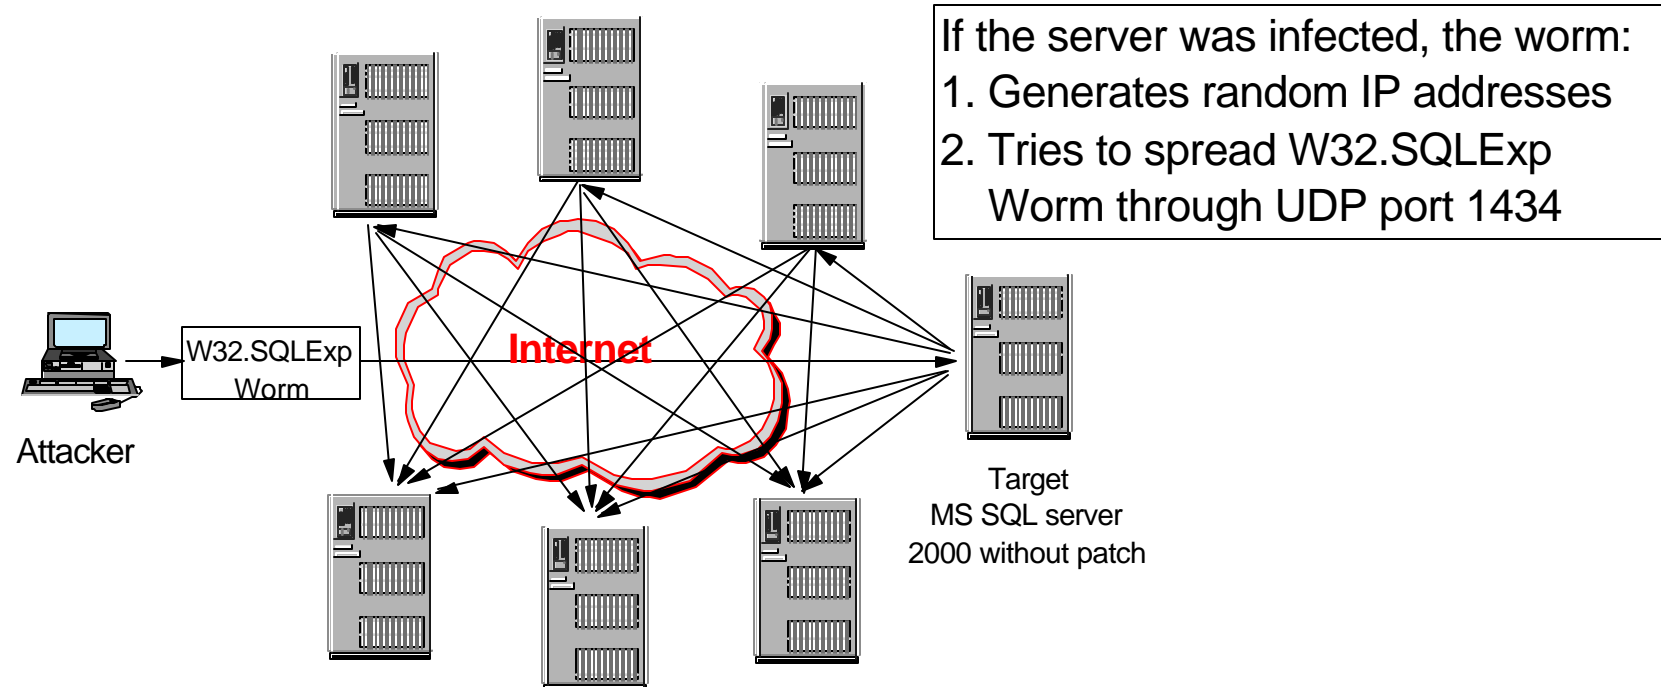 If the server was infected, the worm:
1. Generates random IP addresses
2. Tries to spread W32.SQLExp
Worm through UDP port 1434
Internet
W32.SQLExp
Worm
Attacker
Target
MS SQL server
2000 without patch